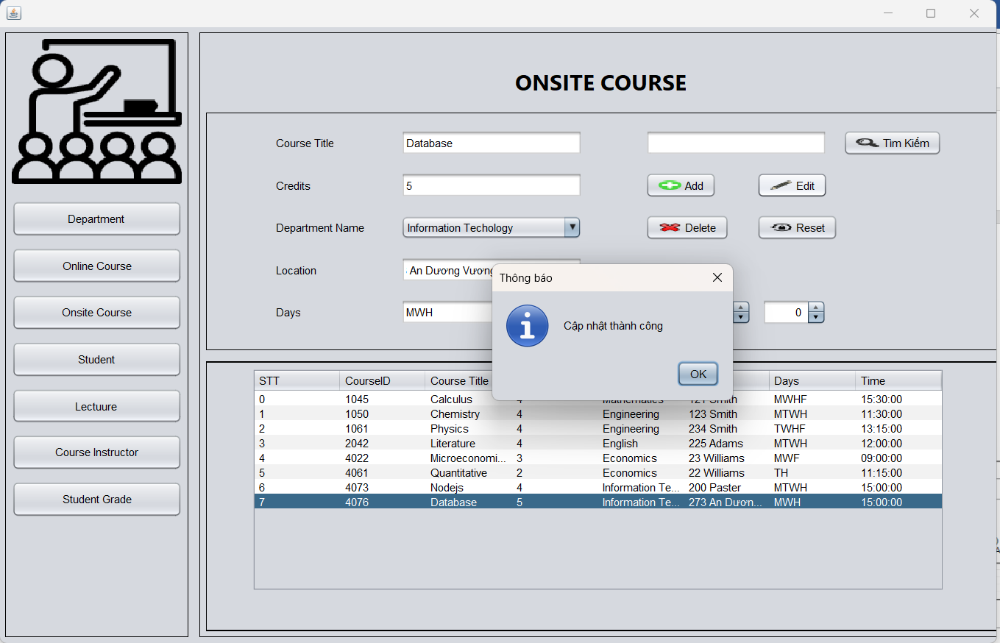 ONSITE COURSE
Course Title Database Tìm Kiếm
Credits 5 Add Edit
Department Name Information Techology Delete Reset
Location An Dương Vương
Days MWH 0
Thông báo
Cập nhật thành công
OK
Department
Online Course
Onsite Course
Student
Lectuure
Course Instructor
Student Grade
STT CourseID Course Title Days Time
0 1045 Calculus 4 Mathematics 121 Smith MWHF 15:30:00
1 1050 Chemistry 4 Engineering 123 Smith MTWH 11:30:00
2 1061 Physics 4 Engineering 234 Smith TWHF 13:15:00
3 2042 Literature 4 English 225 Adams MTWH 12:00:00
4 4022 Microeconomi... 3 Economics 23 Williams MWF 09:00:00
5 4061 Quantitative 2 Economics 22 Williams TH 11:15:00
6 4073 Nodejs 4 Information Te... 200 Paster MTWH 15:00:00
7 4076 Database 5 Information Te... 273 An Dươn... MWH 15:00:00